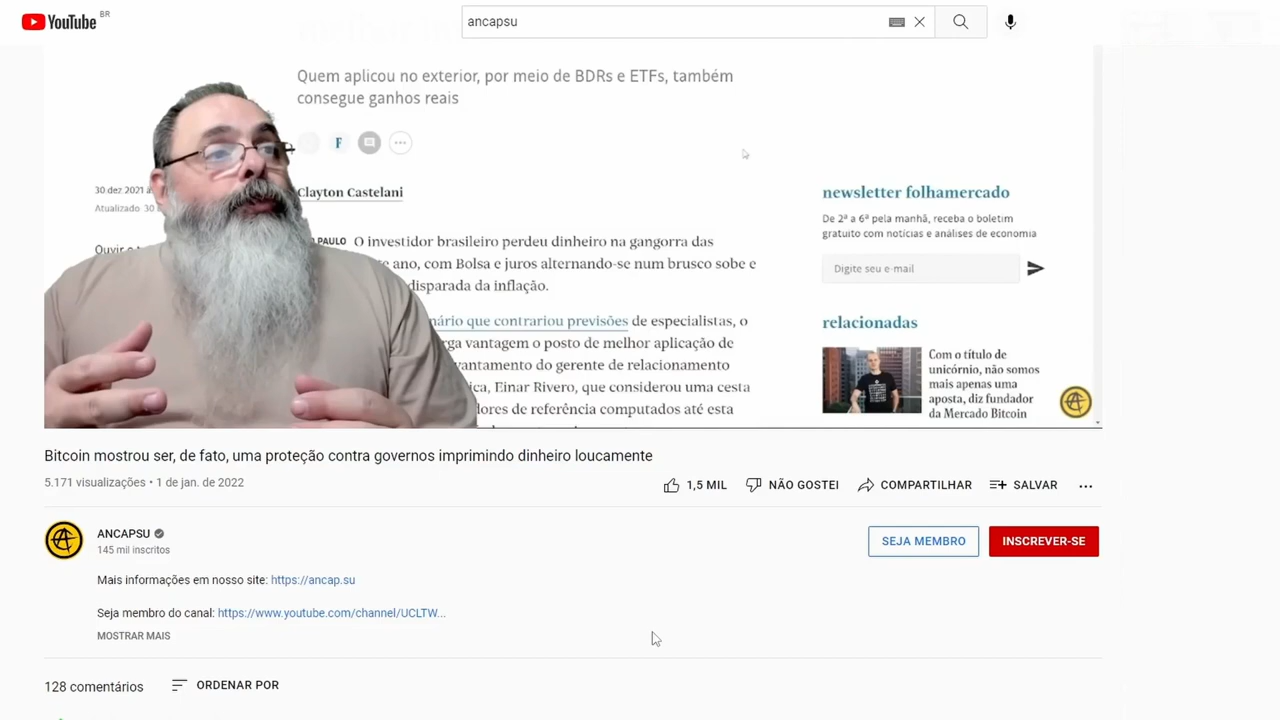 YouTube BR
ancapsu
Quem aplicou no exterior, por meio de BDRs e ETFs, também
consegue ganhos reais
F
30 dez 2021 à
Atualizado 30
Clayton Castelani
Ouvir o
PAULO O investidor brasileiro perdeu dinheiro na gangorra das
ano, com Bolsa e juros alternando-se num brusco sobe e
disparada da inflação.
nário que contrariou previsões de especialistas, o
rga vantagem o posto de melhor aplicação de
vantamento do gerente de relacionamento
ica, Einar Rivero, que considerou uma cesta
dores de referência computados até esta
newsletter folhamercado
De 2ª a 6ª pela manhã, receba o boletim
gratuito com notícias e análises de economia
Digite seu e-mail
relacionadas
Com o título de
unicórnio, não somos
mais apenas uma
aposta, diz fundador
da Mercado Bitcoin
Bitcoin mostrou ser, de fato, uma proteção contra governos imprimindo dinheiro loucamente
5.171 visualizações • 1 de jan. de 2022
1,5 MIL NÃO GOSTEI COMPARTILHAR SALVAR
ANCAPSU
145 mil inscritos
SEJA MEMBRO INSCREVER-SE
Mais informações em nosso site: https://ancap.su
Seja membro do canal: https://www.youtube.com/channel/UCLTW...
MOSTRAR MAIS
128 comentários ORDENAR POR